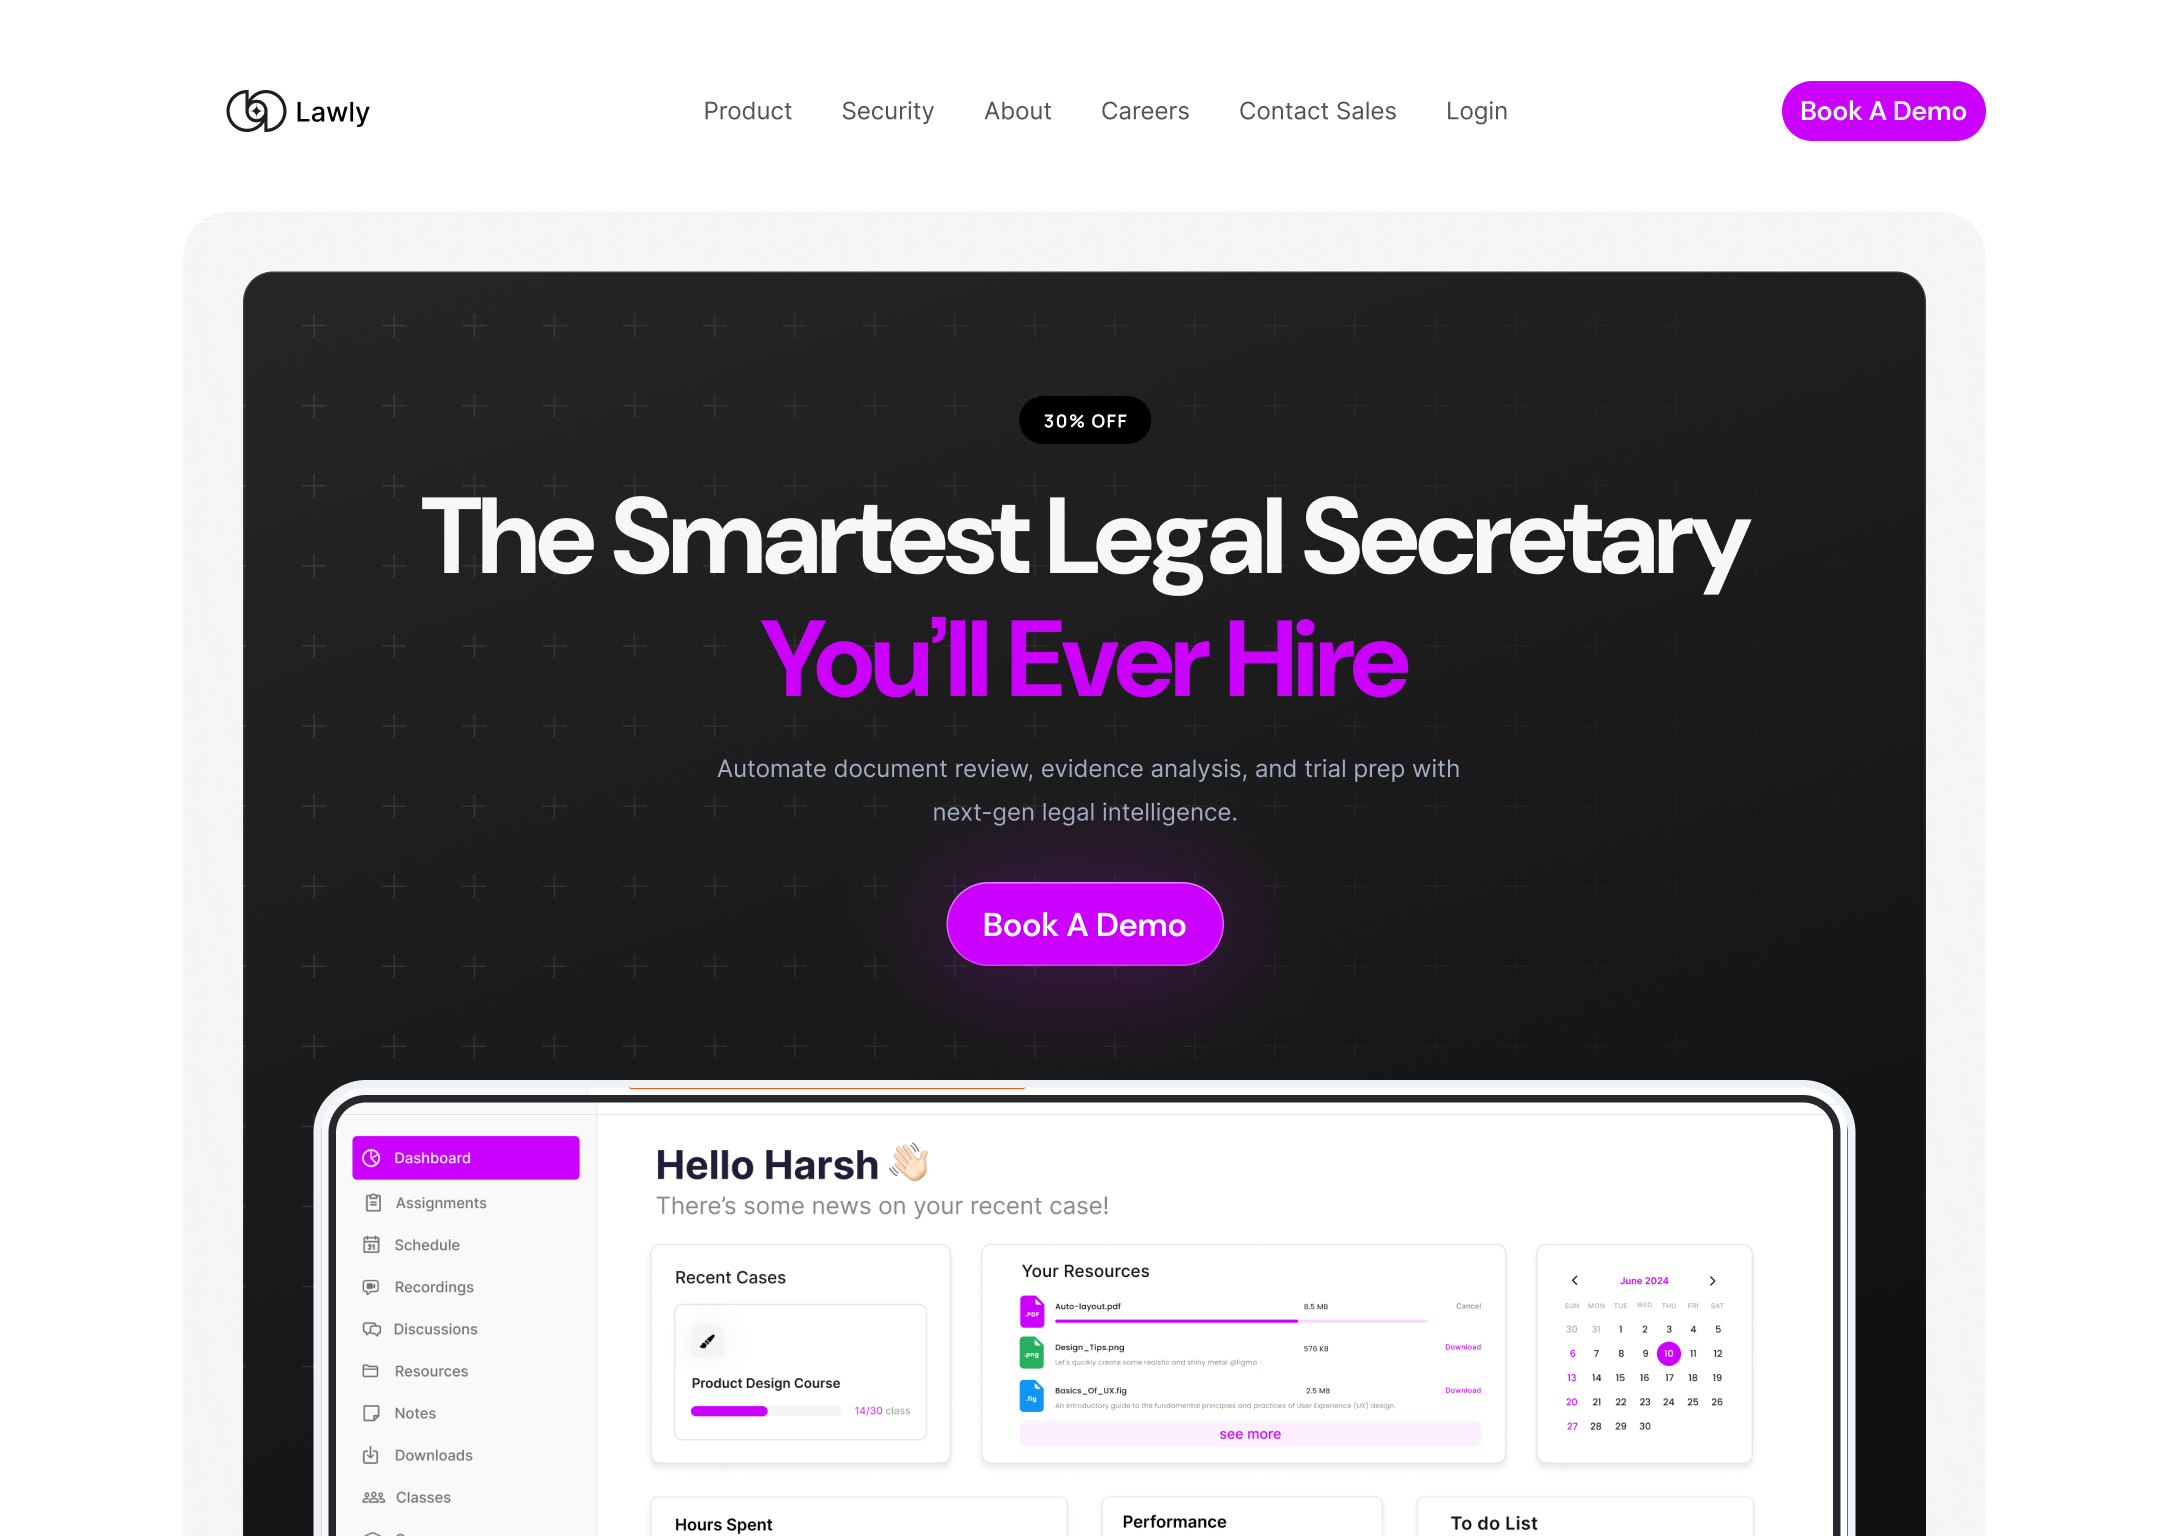 Lawly
Product Security About Careers Contact Sales Login
Book A Demo
30% OFF
The Smartest Legal Secretary
You’ll Ever Hire
Automate document review, evidence analysis, and trial prep with
next-gen legal intelligence.
Book A Demo
Dashboard
Assignments
Schedule
31
Recordings
Discussions
Resources
Notes
Downloads
Classes
Hello Harsh 👋🏻
There’s some news on your recent case!
Recent Cases
Product Design Course
14/30 class
Your Resources
.PDF
Auto-layout.pdf 8.5 MB Cancel
.png
Design_Tips.png 576 KB Download
Let's qucikly create some realstic and shiny metal @figma
.fig
Basics_Of_UX.fig 2.5 MB Download
An introductory guide to the fundamental principles and practices of User Experience (UX) design.
see more
June 2024
SUN MON TUE WED THU FRI SAT
30 31 1 2 3 4 5
6 7 8 9 10 11 12
13 14 15 16 17 18 19
20 21 22 23 24 25 26
27 28 29 30
Hours Spent
Performance
To do List